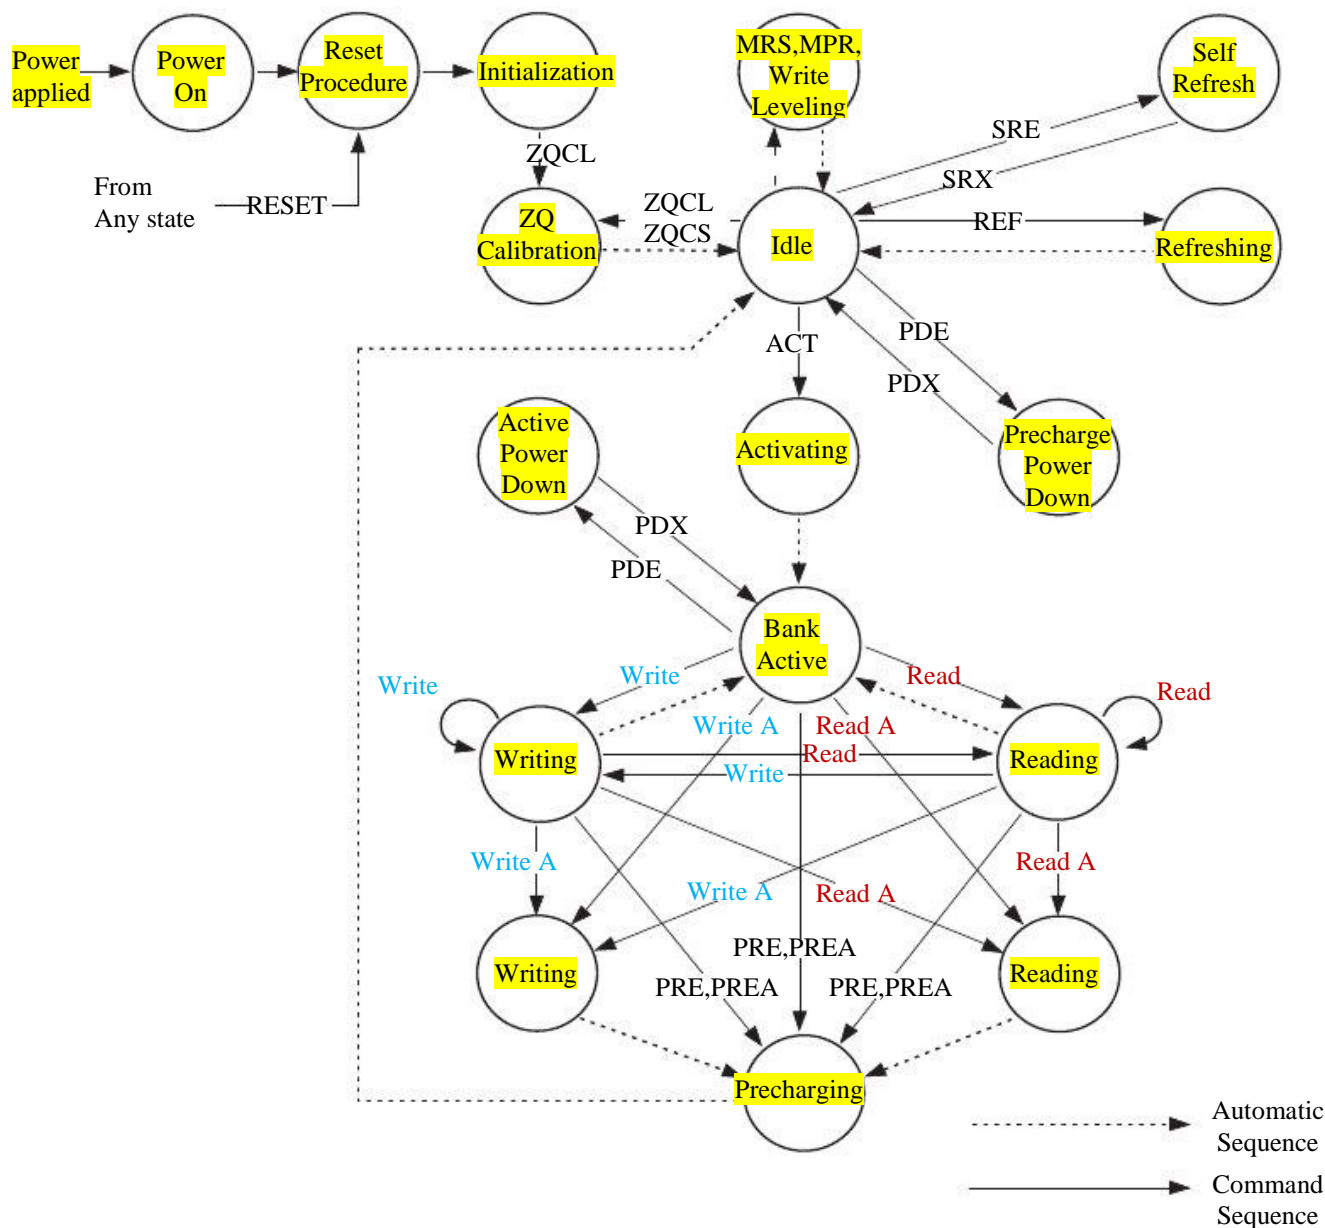 Power
applied
Power
On
Reset
Procedure
Initialization
MRS,MPR,
Write
Leveling
Self
Refresh
From
Any state
RESET
ZQCL
ZQ
Calibration
ZQCL
ZQCS
Idle
SRE
SRX
REF
Refreshing
ACT
PDE
PDX
Active
Power
Down
Activating
Precharge
Power
Down
PDX
PDE
Bank
Active
Write
Write
Read
Read
Write A
Read A
Writing
Read
Write
Reading
Write A
Read A
Write A
Read A
Writing
PRE,PREA
Reading
PRE,PREA
PRE,PREA
Precharging
Automatic
Sequence
Command
Sequence